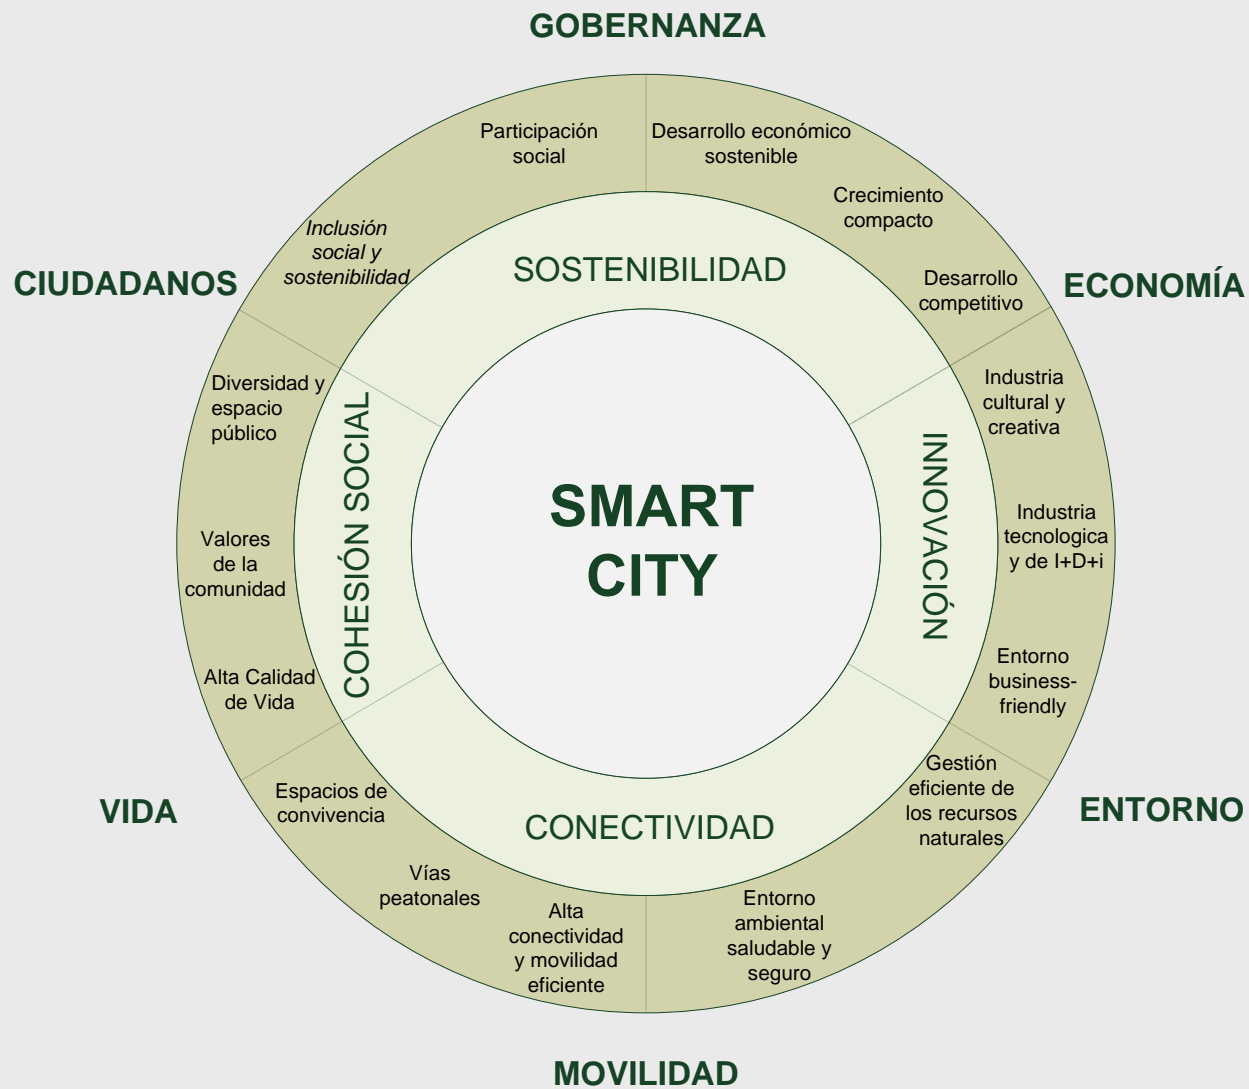 GOBERNANZA
Participación
social
Desarrollo económico
sostenible
Crecimiento
compacto
Inclusión
social y
sostenibilidad
SOSTENIBILIDAD
CIUDADANOS
Desarrollo
competitivo
ECONOMÍA
Diversidad y
espacio
público
Industria
cultural y
creativa
COHESIÓN SOCIAL
SMART
CITY
INNOVACIÓN
Valores
de la
comunidad
Industria
tecnologica
y de I+D+i
Alta Calidad
de Vida
Entorno
business-
friendly
VIDA
Espacios de
convivencia
CONECTIVIDAD
Gestión
eficiente de
los recursos
naturales
ENTORNO
Vías
peatonales
Alta
conectividad
y movilidad
eficiente
Entorno
ambiental
saludable y
seguro
MOVILIDAD